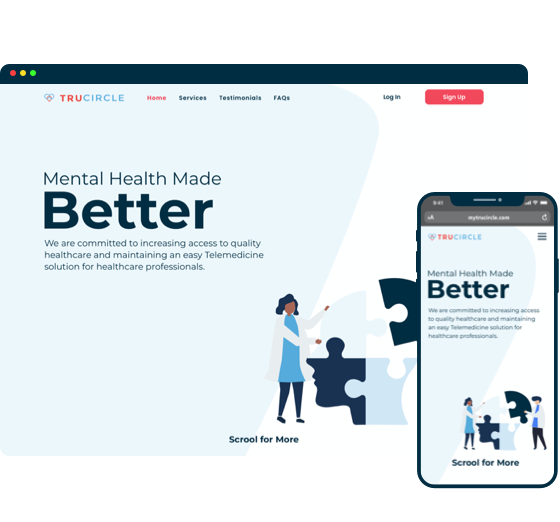 TRUCIRCLE
Home Services Testimonials FAQs
Log In
Sign Up
Mental Health Made
Better
We are committed to increasing access to quality
healthcare and maintaining an easy Telemedicine
solution for healthcare professionals.
Scrool for More
9:41
AA mytrucircle.com
TRUCIRCLE
Mental Health Made
Better
We are committed to increasing access
to quality healthcare and maintaining
an easy Telemedicine solution for
healthcare professionals.
Scrool for More